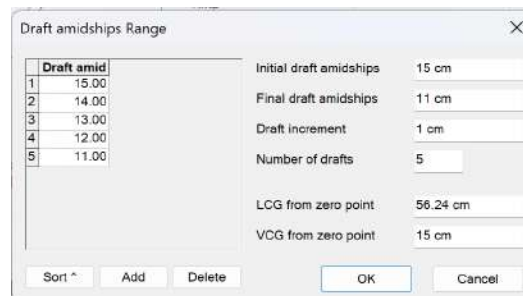 Draft amidships Range
Draft amid
1 15.00
2 14.00
3 13.00
4 12.00
5 11.00
Initial draft amidships 15 cm
Final draft amidships 11 cm
Draft increment 1 cm
Number of drafts 5
LCG from zero point 56.24 cm
VCG from zero point 15 cm
Sort ^ Add Delete OK Cancel